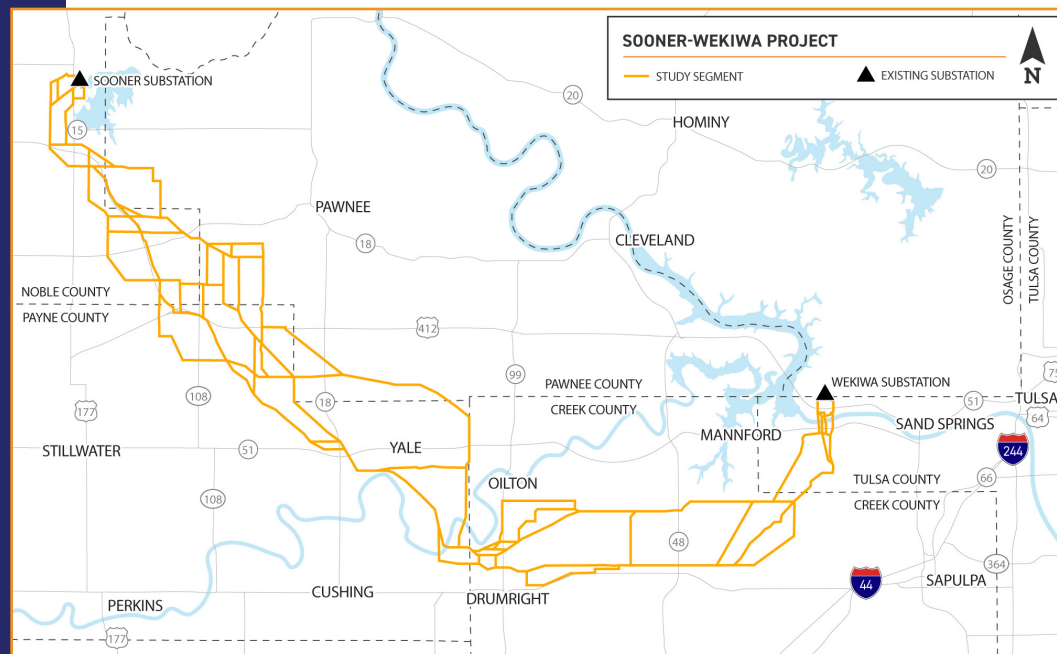 SOONER-WEKIWA PROJECT
STUDY SEGMENT
EXISTING SUBSTATION
N
SOONER SUBSTATION
20
HOMINY
15
20
PAWNEE
18
CLEVELAND
OSAGE COUNTY
TULSA COUNTY
NOBLE COUNTY
PAYNE COUNTY
412
99
PAWNEE COUNTY
CREEK COUNTY
WEKIWA SUBSTATION
75
177
108
18
51
TULSA
64
SAND SPRINGS
MANNFORD
STILLWATER
51
YALE
244
66
OILTON
TULSA COUNTY
CREEK COUNTY
108
48
364
44
SAPULPA
CUSHING
DRUMRIGHT
PERKINS
177